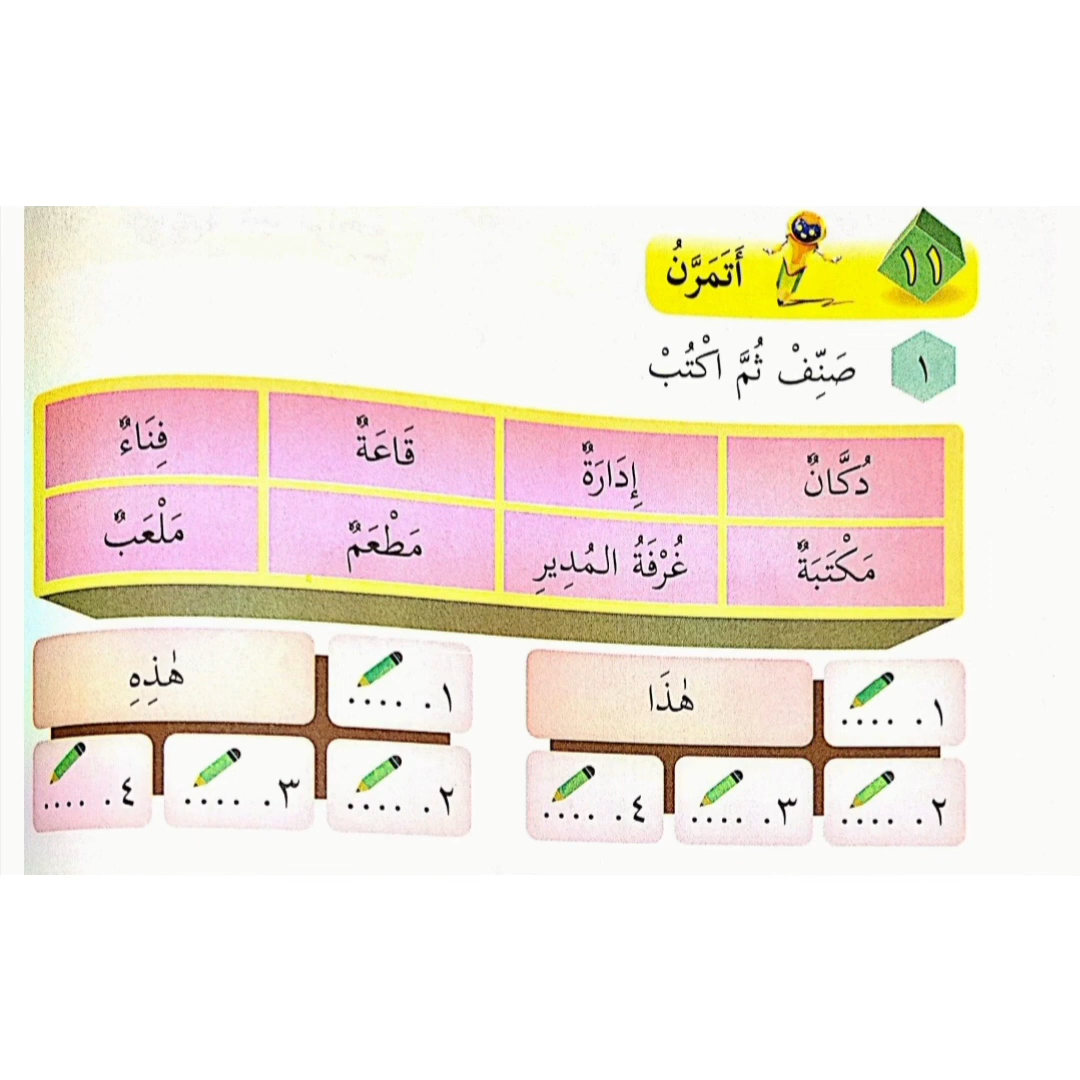 ١١ أَتَمَرَّنُ
١ صَنِّفْ ثُمَّ اكْتُبْ
دُكَّانٌ إِدَارَةٌ قَاعَةٌ فِنَاءٌ
مَكْتَبَةٌ غُرْفَةُ المُدِيرِ مَطْعَمٌ مَلْعَبٌ
١. .... هٰذَا
٢. .... ٣. .... ٤. ....
١. .... هٰذِهِ
٢. .... ٣. .... ٤. ....